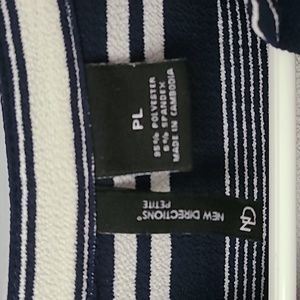 PL
95% POLYESTER
5% SPANDEX
MADE IN CAMBODIA
NEW DIRECTIONS®
PETITE